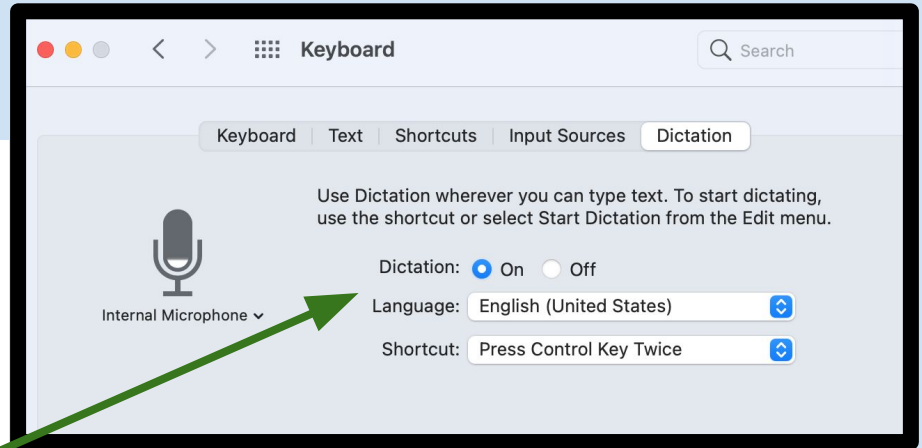 Keyboard
Search
Keyboard Text Shortcuts Input Sources Dictation
Use Dictation wherever you can type text. To start dictating,
use the shortcut or select Start Dictation from the Edit menu.
Dictation: On Off
Internal Microphone
Language: English (United States)
Shortcut: Press Control Key Twice